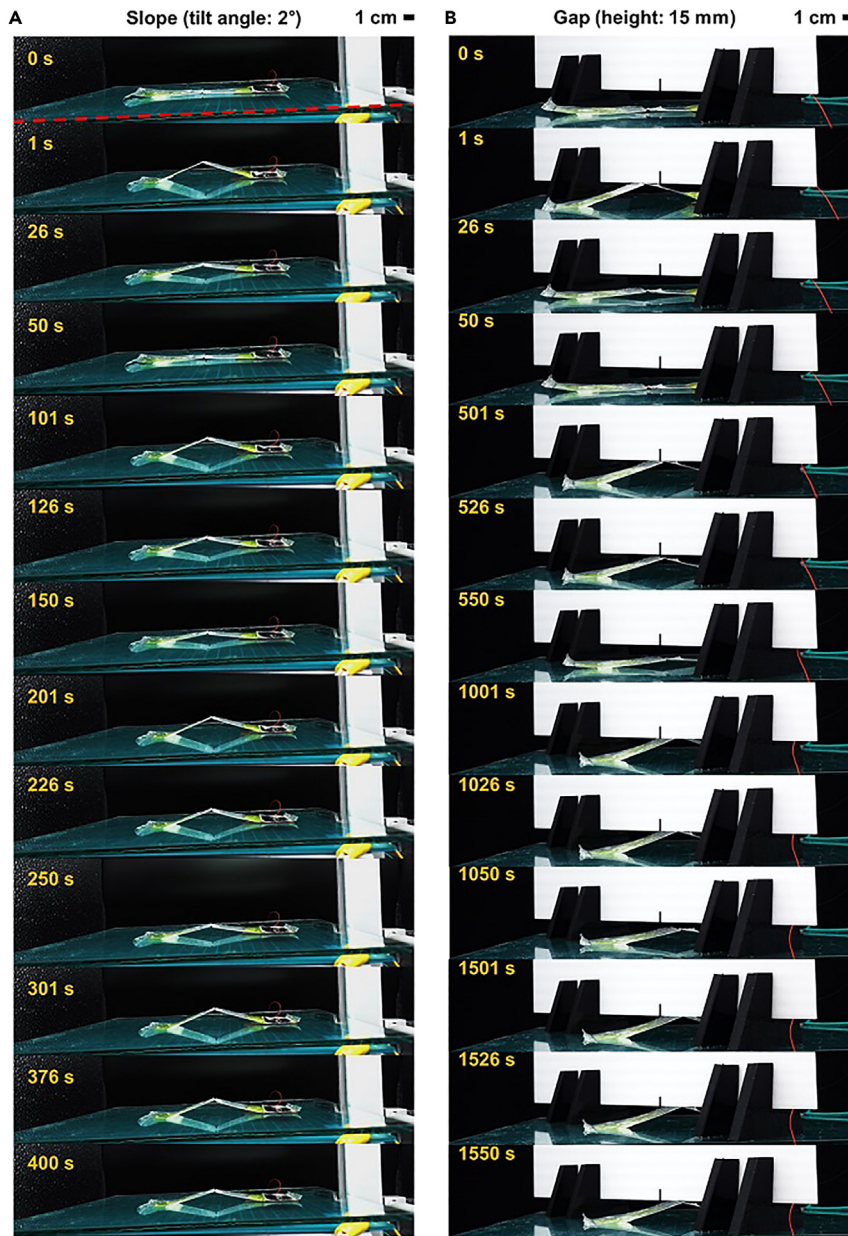 A Slope (tilt angle: 2°) 1 cm
0 s
1 s
26 s
50 s
101 s
126 s
150 s
201 s
226 s
250 s
301 s
376 s
400 s
B Gap (height: 15 mm) 1 cm
0 s
1 s
26 s
50 s
501 s
526 s
550 s
1001 s
1026 s
1050 s
1501 s
1526 s
1550 s